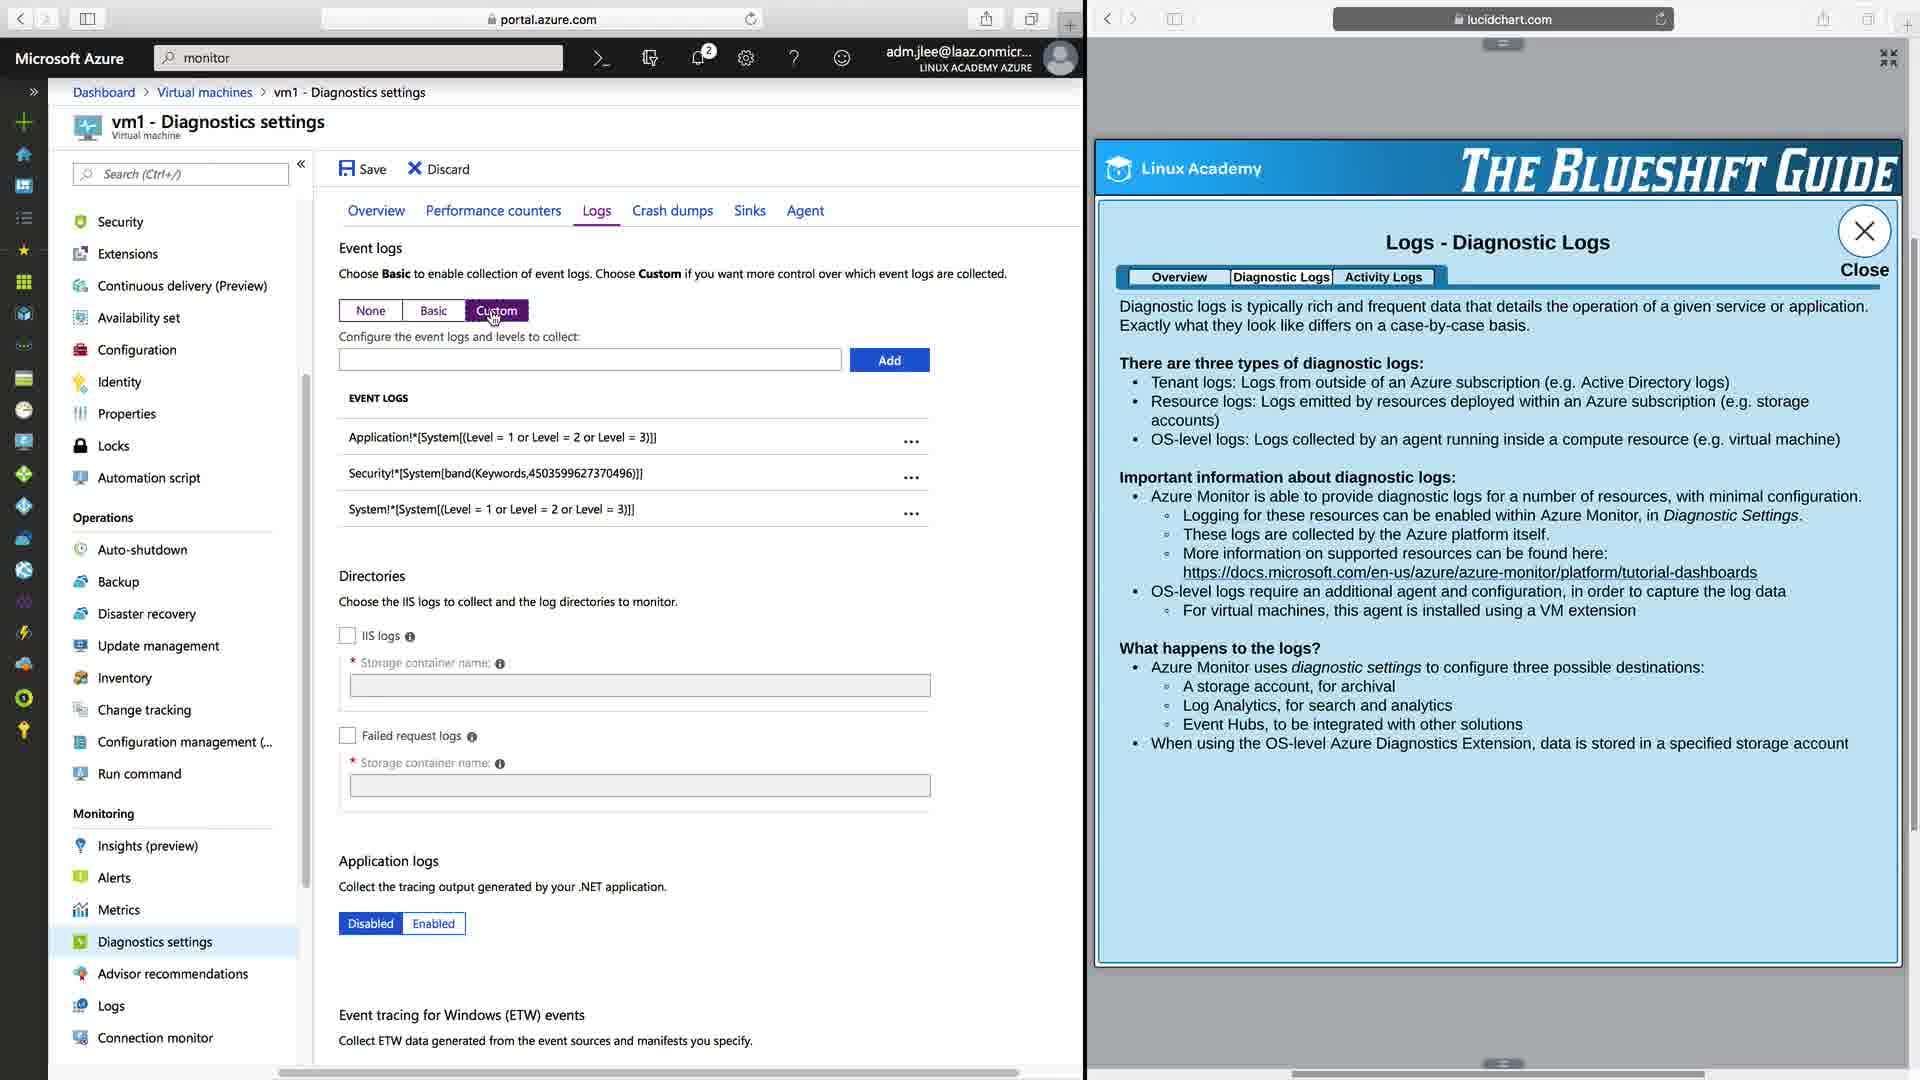 portal.azure.com
Microsoft Azure
monitor
2
adm.jlee@laaz.onmicr...
LINUX ACADEMY AZURE
Dashboard > Virtual machines > vm1 - Diagnostics settings
vm1 - Diagnostics settings
Virtual machine
Search (Ctrl+/)
Security
Extensions
Continuous delivery (Preview)
Availability set
Configuration
Identity
Properties
Locks
Automation script
Operations
Auto-shutdown
Backup
Disaster recovery
Update management
Inventory
Change tracking
Configuration management (...
Run command
Monitoring
Insights (preview)
Alerts
Metrics
Diagnostics settings
Advisor recommendations
Logs
Connection monitor
Save Discard
Overview Performance counters Logs Crash dumps Sinks Agent
Event logs
Choose Basic to enable collection of event logs. Choose Custom if you want more control over which event logs are collected.
None Basic Custom
Configure the event logs and levels to collect:
Add
EVENT LOGS
Application!*[System[(Level = 1 or Level = 2 or Level = 3)]]
Security!*[System[band(Keywords,4503599627370496)]]
System!*[System[(Level = 1 or Level = 2 or Level = 3)]]
Directories
Choose the IIS logs to collect and the log directories to monitor.
IIS logs
* Storage container name:
Failed request logs
* Storage container name:
Application logs
Collect the tracing output generated by your .NET application.
Disabled Enabled
Event tracing for Windows (ETW) events
Collect ETW data generated from the event sources and manifests you specify.
lucidchart.com
Linux Academy
THE BLUESHIFT GUIDE
Logs - Diagnostic Logs
Close
Overview Diagnostic Logs Activity Logs
Diagnostic logs is typically rich and frequent data that details the operation of a given service or application.
Exactly what they look like differs on a case-by-case basis.
There are three types of diagnostic logs:
• Tenant logs: Logs from outside of an Azure subscription (e.g. Active Directory logs)
• Resource logs: Logs emitted by resources deployed within an Azure subscription (e.g. storage
accounts)
• OS-level logs: Logs collected by an agent running inside a compute resource (e.g. virtual machine)
Important information about diagnostic logs:
• Azure Monitor is able to provide diagnostic logs for a number of resources, with minimal configuration.
◦ Logging for these resources can be enabled within Azure Monitor, in Diagnostic Settings.
◦ These logs are collected by the Azure platform itself.
◦ More information on supported resources can be found here:
https://docs.microsoft.com/en-us/azure/azure-monitor/platform/tutorial-dashboards
• OS-level logs require an additional agent and configuration, in order to capture the log data
◦ For virtual machines, this agent is installed using a VM extension
What happens to the logs?
• Azure Monitor uses diagnostic settings to configure three possible destinations:
◦ A storage account, for archival
◦ Log Analytics, for search and analytics
◦ Event Hubs, to be integrated with other solutions
• When using the OS-level Azure Diagnostics Extension, data is stored in a specified storage account